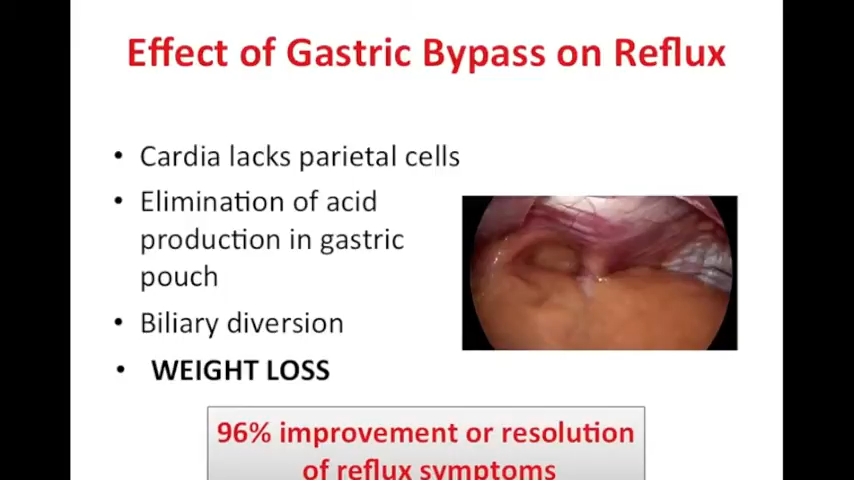 Effect of Gastric Bypass on Reflux
• Cardia lacks parietal cells
• Elimination of acid
production in gastric
pouch
• Biliary diversion
• WEIGHT LOSS
96% improvement or resolution
of reflux symptoms